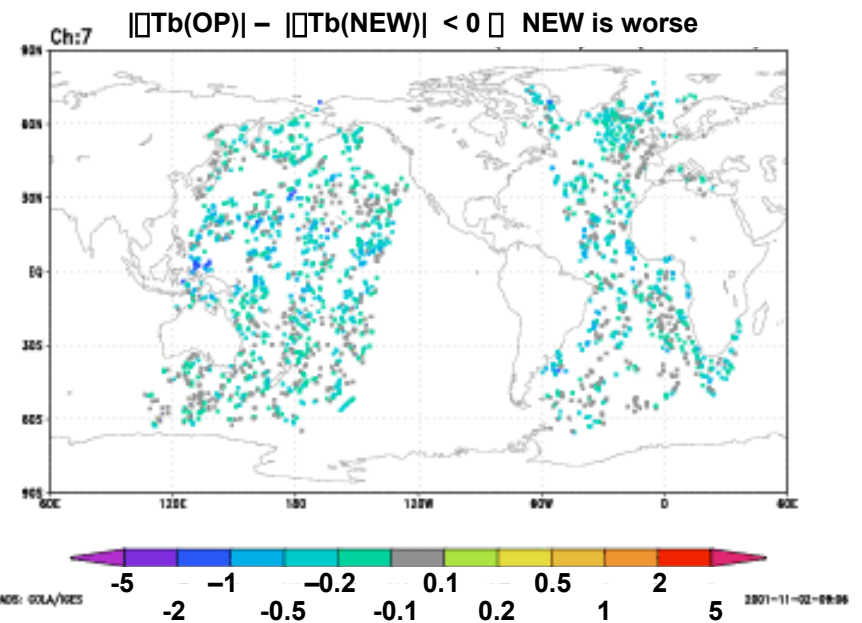 |▯Tb(OP)| – |▯Tb(NEW)| < 0 ▯ NEW is worse
Ch:7
90N
60N
30N
EQ
30S
60S
90S
60E 120E 180 120W 60W 0 60E
-5 –1 –0.2 0.1 0.5 2
-2 -0.5 -0.1 0.2 1 5
COLA/IGES 2001-11-02-09:06